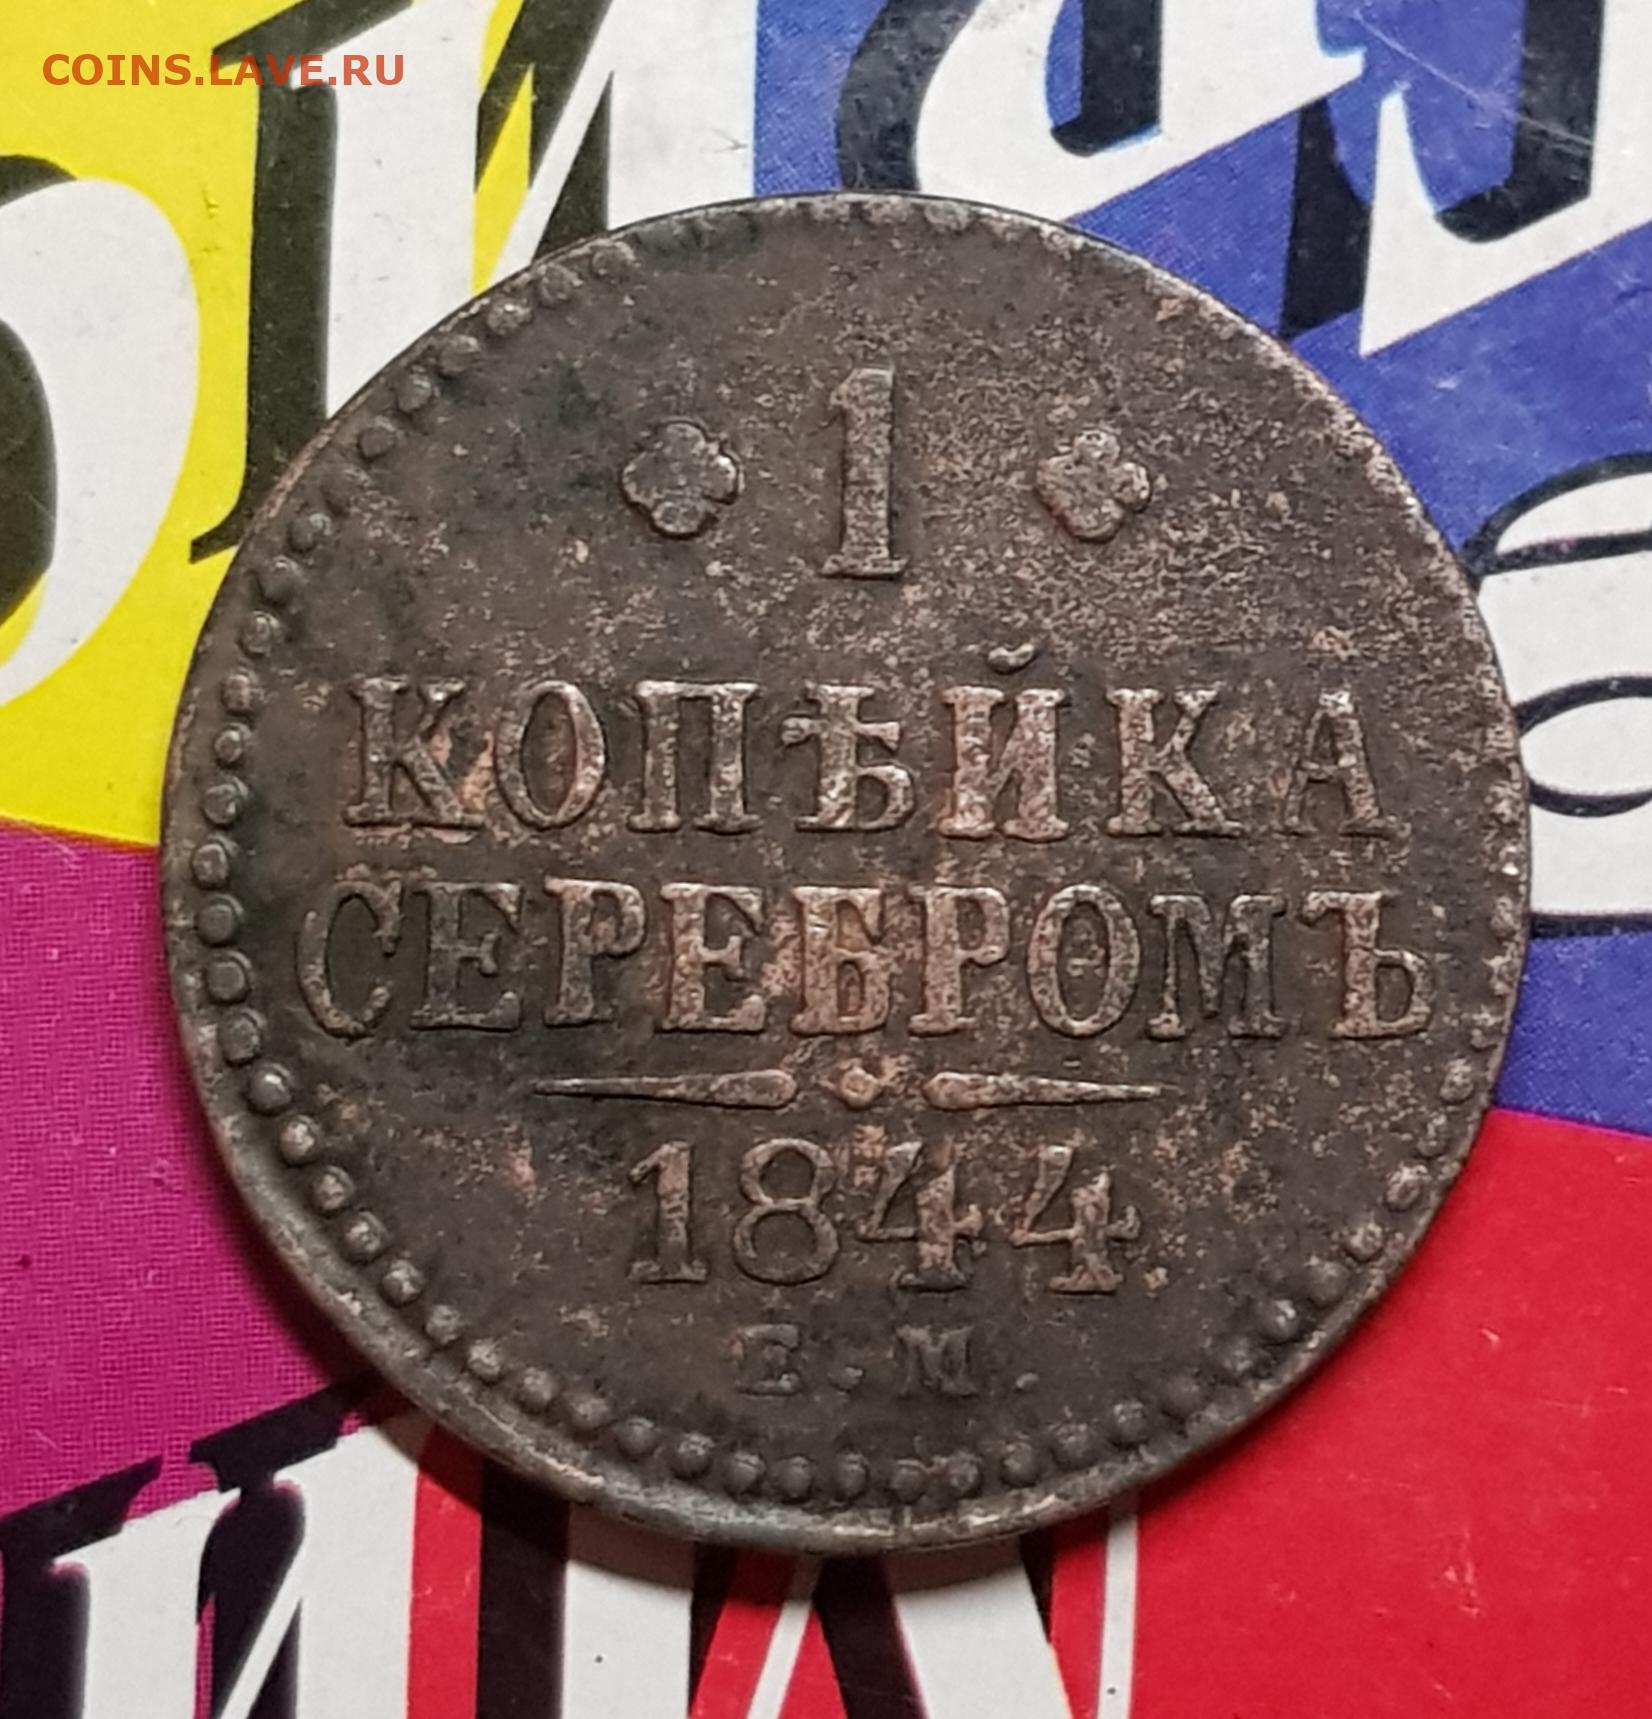 COINS.LAVE.RU
1
КОПѢЙКА
СЕРЕБРОМЪ
1844
Е.М.